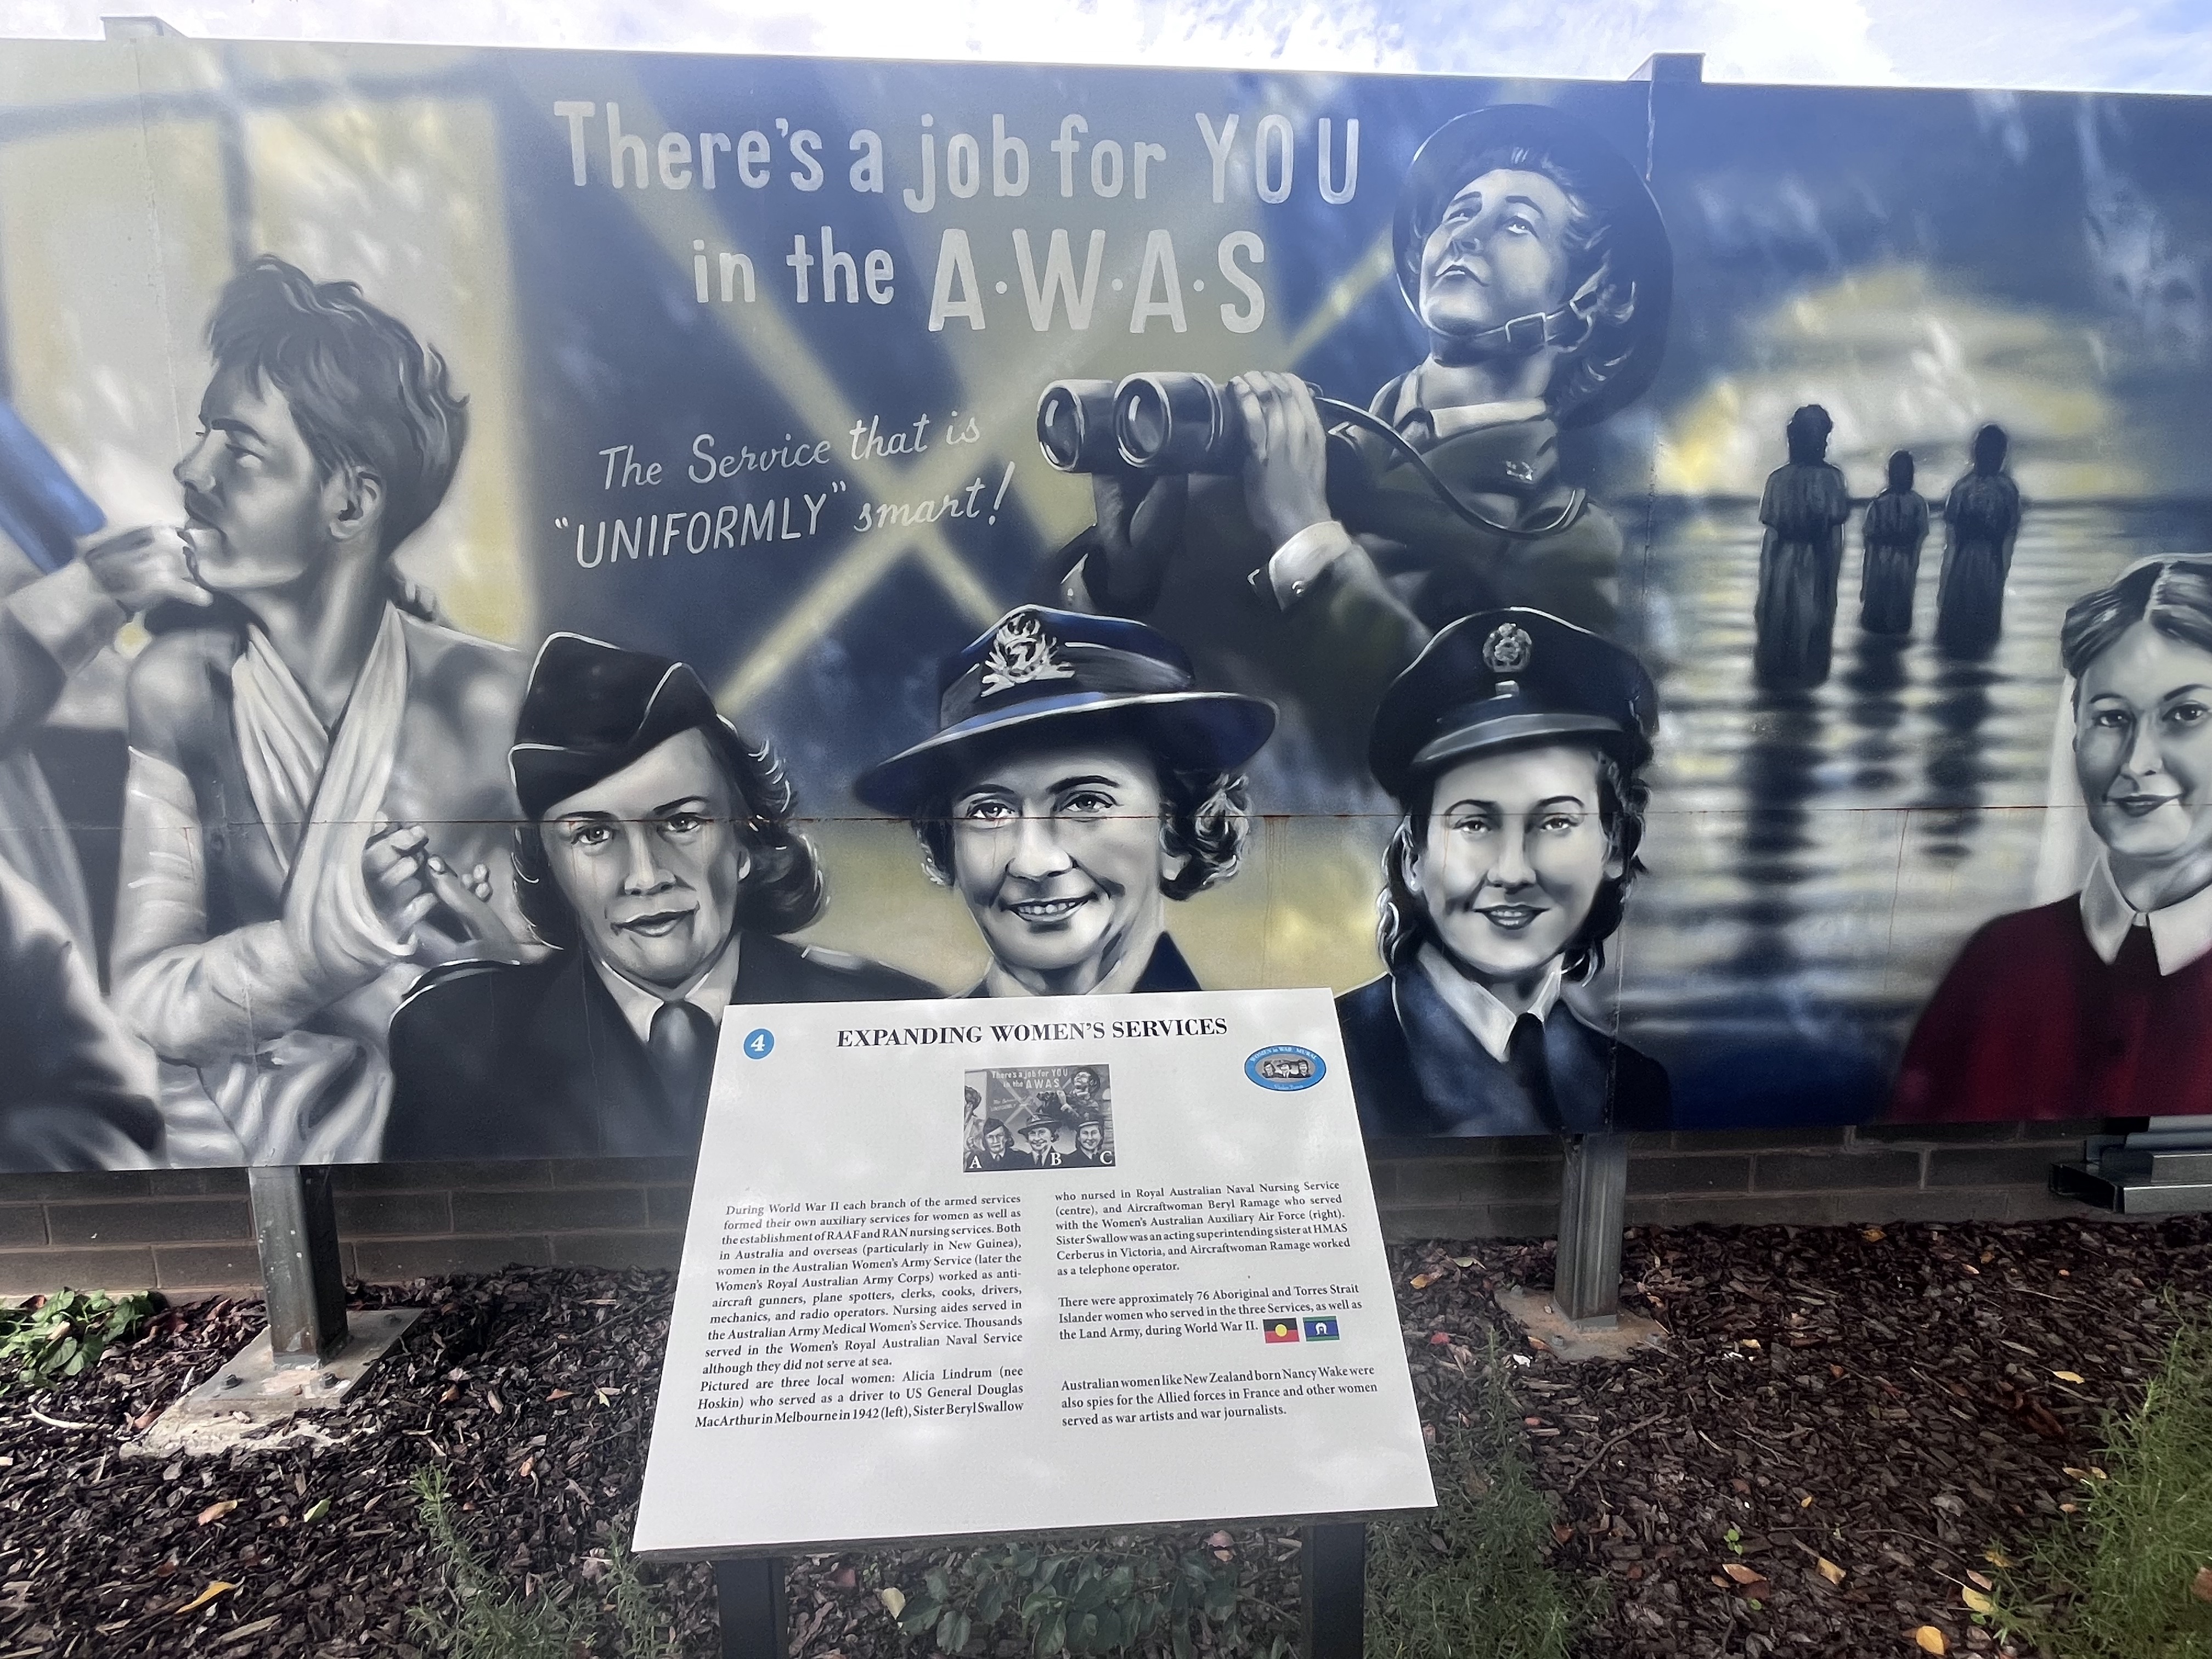 There's a job for YOU
in the A·W·A·S
The Service that is
"UNIFORMLY" smart!
4
EXPANDING WOMEN'S SERVICES
WOMEN in WAR MURAL
There's a job for YOU
in the A·W·A·S
A B C
During World War II each branch of the armed services
formed their own auxiliary services for women as well as
the establishment of RAAF and RAN nursing services. Both
in Australia and overseas (particularly in New Guinea),
women in the Australian Women's Army Service (later the
Women's Royal Australian Army Corps) worked as anti-
aircraft gunners, plane spotters, clerks, cooks, drivers,
mechanics, and radio operators. Nursing aides served in
the Australian Army Medical Women's Service. Thousands
served in the Women's Royal Australian Naval Service
although they did not serve at sea.
Pictured are three local women: Alicia Lindrum (nee
Hoskin) who served as a driver to US General Douglas
MacArthur in Melbourne in 1942 (left), Sister Beryl Swallow
who nursed in Royal Australian Naval Nursing Service
(centre), and Aircraftwoman Beryl Ramage who served
with the Women's Australian Auxiliary Air Force (right).
Sister Swallow was an acting superintending sister at HMAS
Cerberus in Victoria, and Aircraftwoman Ramage worked
as a telephone operator.
There were approximately 76 Aboriginal and Torres Strait
Islander women who served in the three Services, as well as
the Land Army, during World War II.
Australian women like New Zealand born Nancy Wake were
also spies for the Allied forces in France and other women
served as war artists and war journalists.